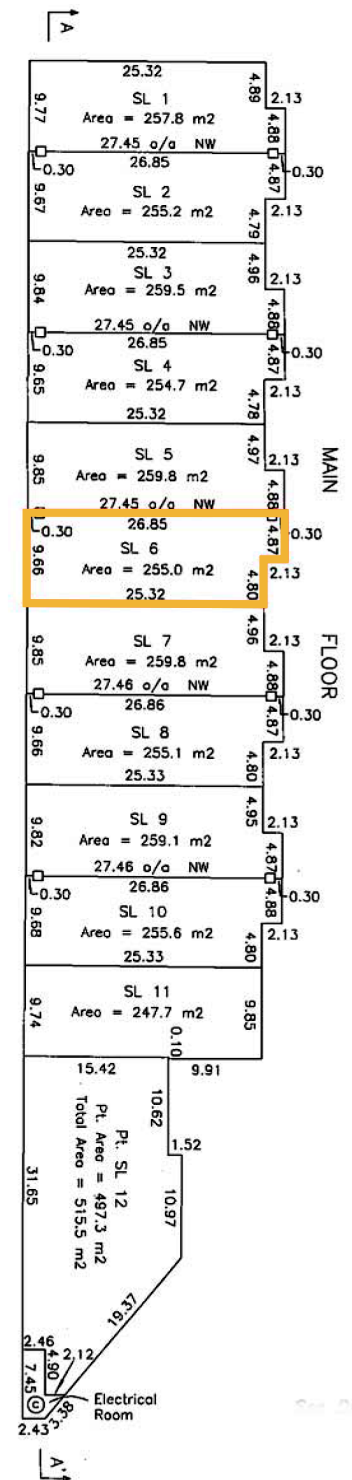 A
25.32
4.89
2.13
9.77
SL 1
Area = 257.8 m2
4.88
27.45 o/a NW
0.30
26.85
4.87
0.30
9.67
SL 2
Area = 255.2 m2
4.79
2.13
25.32
4.96
2.13
9.84
SL 3
Area = 259.5 m2
4.88
27.45 o/a NW
0.30
26.85
4.87
0.30
9.65
SL 4
Area = 254.7 m2
4.78
2.13
25.32
4.97
2.13
9.85
SL 5
Area = 259.8 m2
4.88
27.45 o/a NW
0.30
26.85
4.87
0.30
9.66
SL 6
Area = 255.0 m2
4.80
2.13
25.32
4.96
2.13
MAIN FLOOR
9.85
SL 7
Area = 259.8 m2
4.88
27.46 o/a NW
0.30
26.86
4.87
0.30
9.66
SL 8
Area = 255.1 m2
4.80
2.13
25.33
4.95
2.13
9.82
SL 9
Area = 259.1 m2
4.87
27.46 o/a NW
0.30
26.86
4.88
0.30
9.68
SL 10
Area = 255.6 m2
4.80
2.13
25.33
9.74
SL 11
Area = 247.7 m2
9.85
0.10
15.42
9.91
10.62
1.52
Pt. SL 12
Pt. Area = 497.3 m2
Total Area = 515.5 m2
31.65
10.97
19.37
2.46
4.90
2.12
7.45
C
Electrical
Room
2.43
3.38
A'